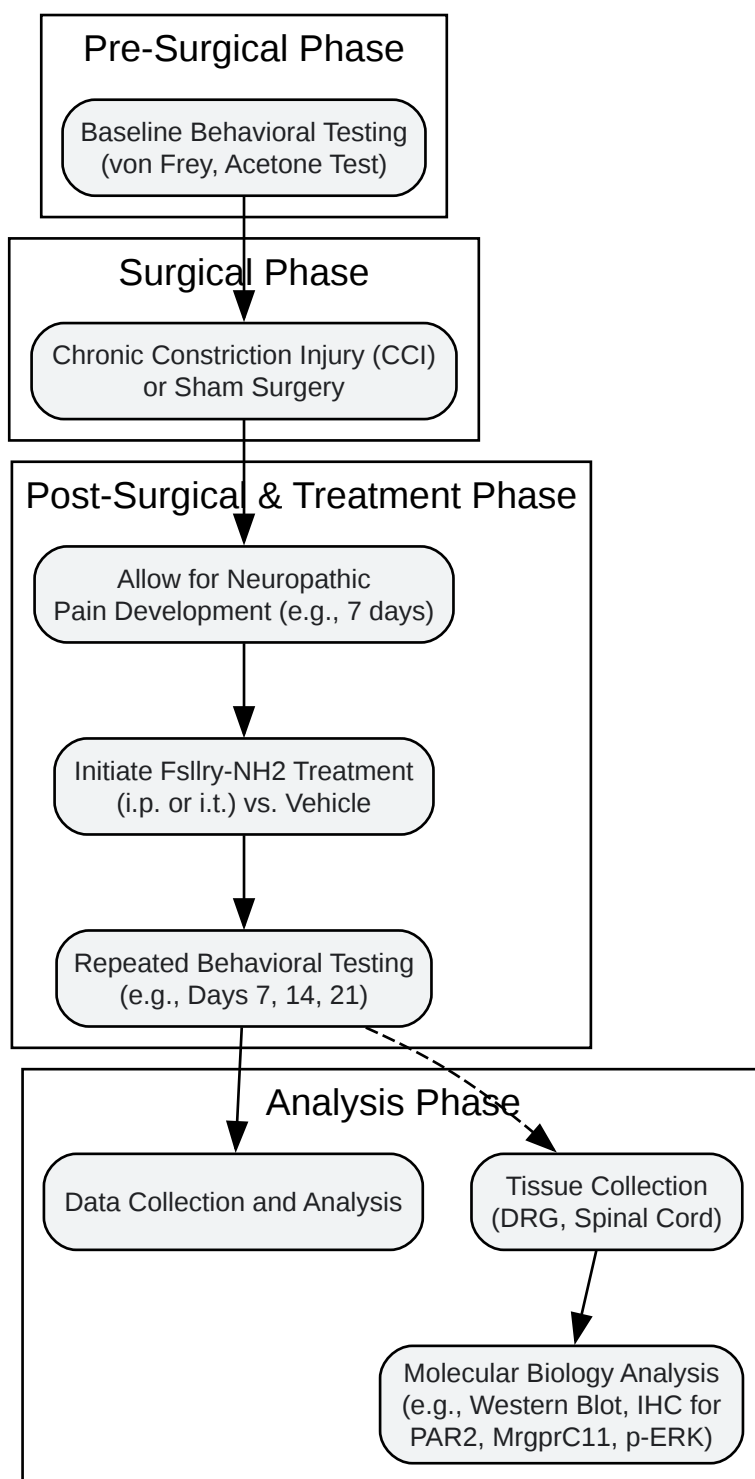 Pre-Surgical Phase
Baseline Behavioral Testing
(von Frey, Acetone Test)
Surgical Phase
Chronic Constriction Injury (CCI)
or Sham Surgery
Post-Surgical & Treatment Phase
Allow for Neuropathic
Pain Development (e.g., 7 days)
Initiate Fsllry-NH2 Treatment
(i.p. or i.t.) vs. Vehicle
Repeated Behavioral Testing
(e.g., Days 7, 14, 21)
Analysis Phase
Data Collection and Analysis
Tissue Collection
(DRG, Spinal Cord)
Molecular Biology Analysis
(e.g., Western Blot, IHC for
PAR2, MrgprC11, p-ERK)